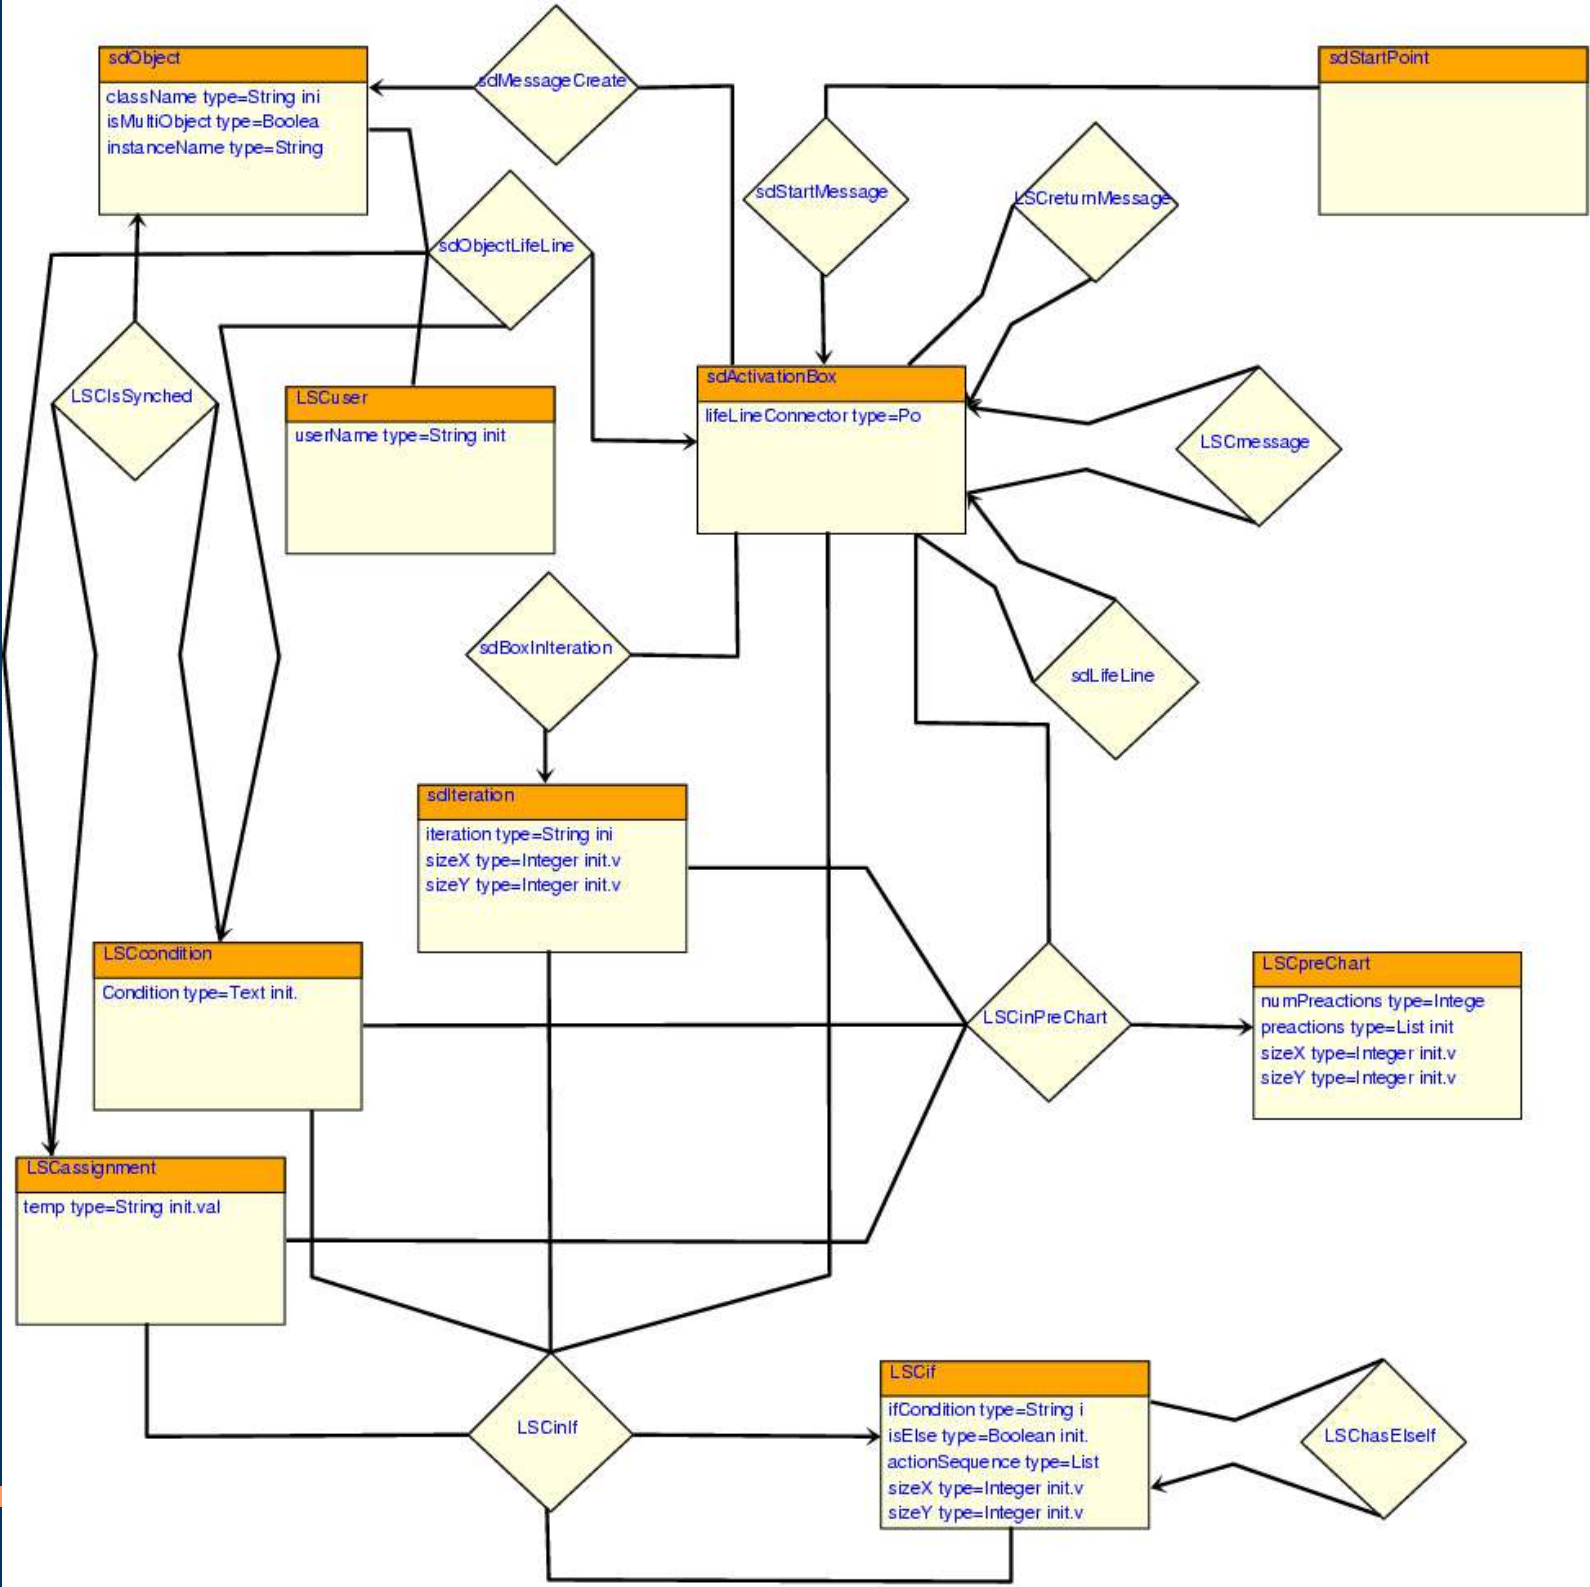 sdObject
className type=String ini
isMultiObject type=Boolea
instanceName type=String
sdMessageCreate
sdStartPoint
sdStartMessage
LSCreturnMessage
sdObjectLifeLine
LSCIsSynched
LSCuser
userName type=String init
sdActivationBox
lifeLineConnector type=Po
LSCmessage
sdBoxInIteration
sdLifeLine
sdIteration
iteration type=String ini
sizeX type=Integer init.v
sizeY type=Integer init.v
LSCcondition
Condition type=Text init.
LSCinPreChart
LSCpreChart
numPreactions type=Intege
preactions type=List init
sizeX type=Integer init.v
sizeY type=Integer init.v
LSCassignment
temp type=String init.val
LSCinIf
LSCif
ifCondition type=String i
isElse type=Boolean init.
actionSequence type=List
sizeX type=Integer init.v
sizeY type=Integer init.v
LSChasElseIf